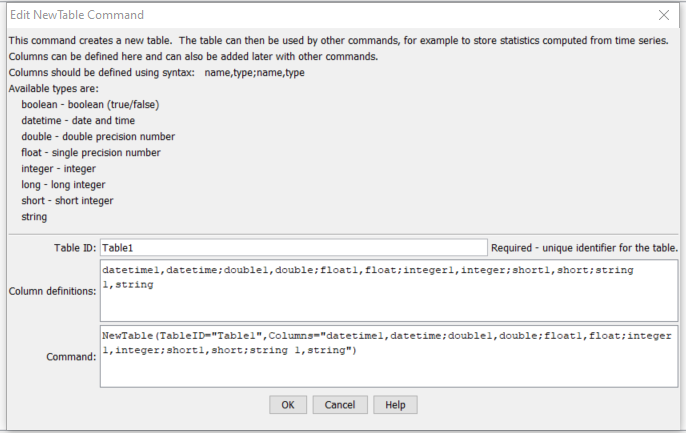 Edit NewTable Command
This command creates a new table. The table can then be used by other commands, for example to store statistics computed from time series.
Columns can be defined here and can also be added later with other commands.
Columns should be defined using syntax: name,type;name,type
Available types are:
boolean - boolean (true/false)
datetime - date and time
double - double precision number
float - single precision number
integer - integer
long - long integer
short - short integer
string
Table ID: Table1 Required - unique identifier for the table.
Column definitions: datetime1,datetime;double1,double;float1,float;integer1,integer;short1,short;string
1,string
Command: NewTable(TableID="Table1",Columns="datetime1,datetime;double1,double;float1,float;integer
1,integer;short1,short;string 1,string")
OK Cancel Help